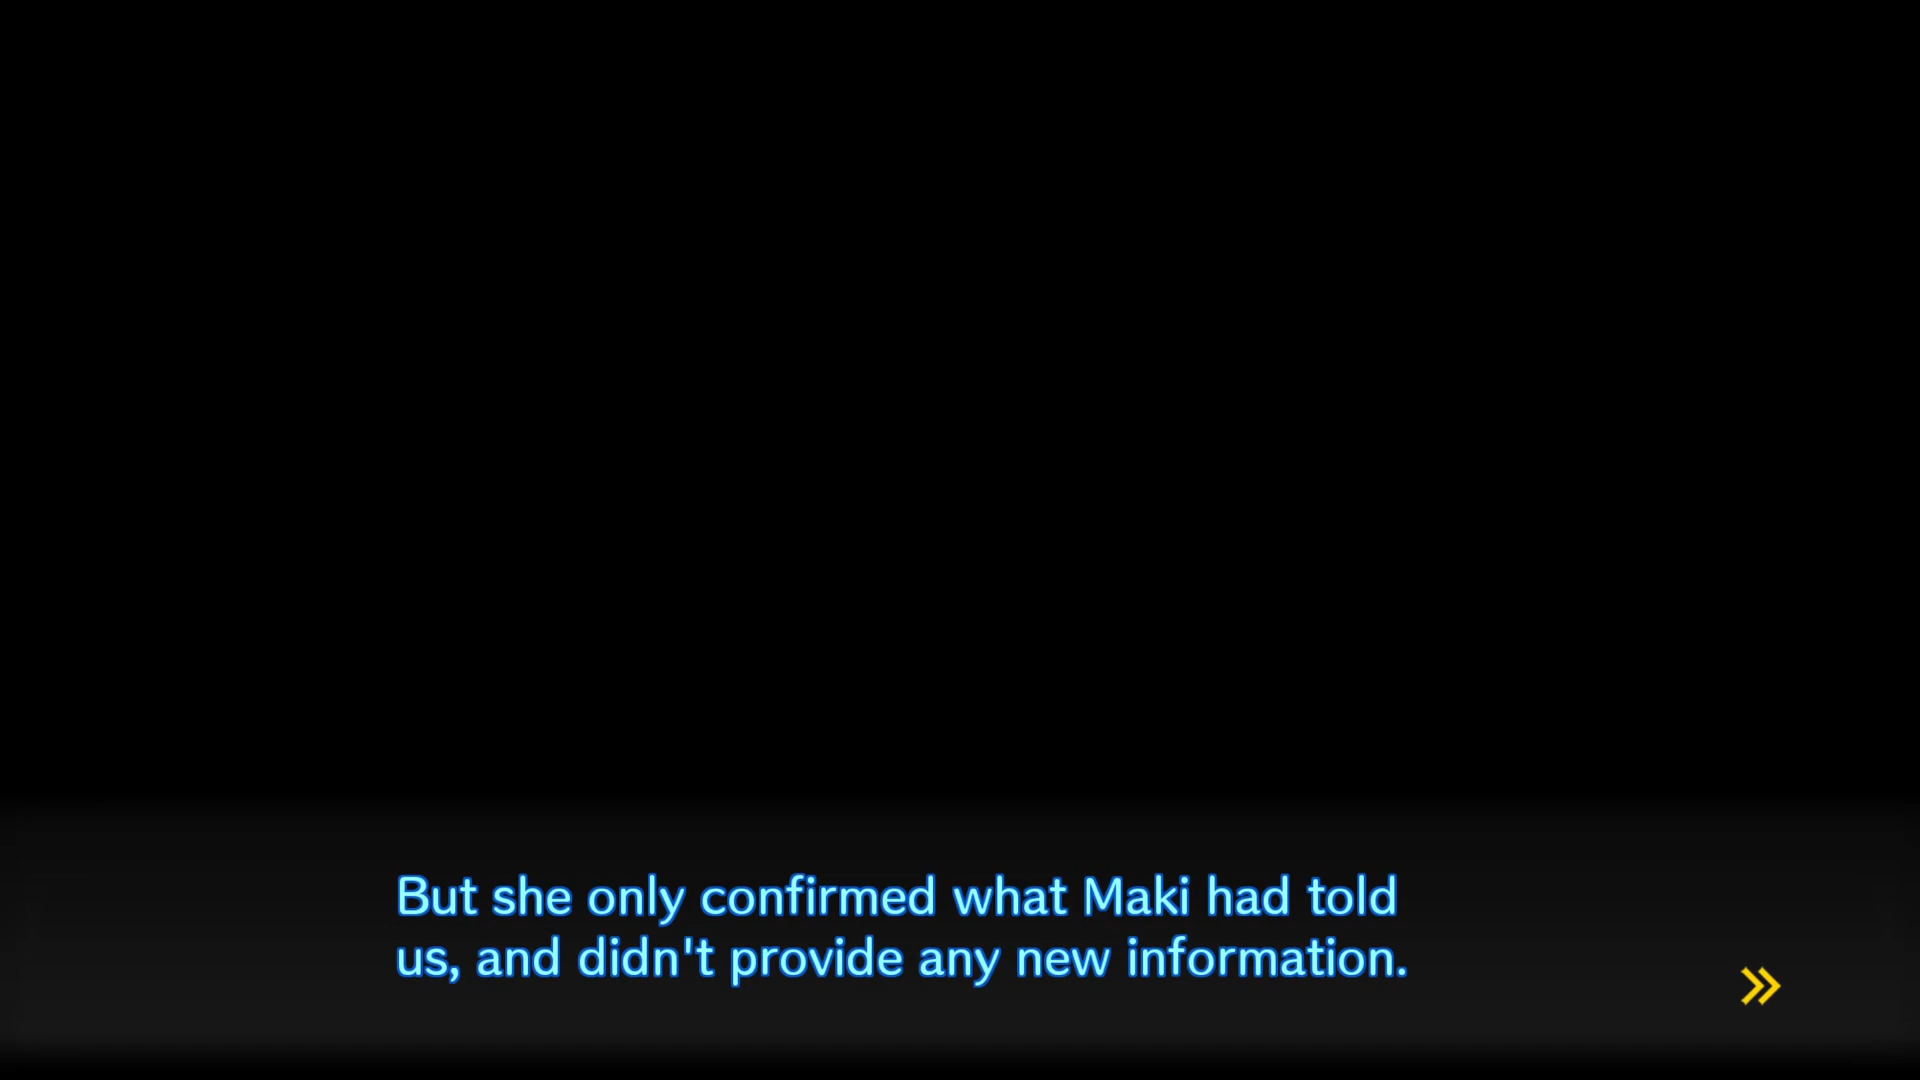 But she only confirmed what Maki had told
us, and didn't provide any new information.